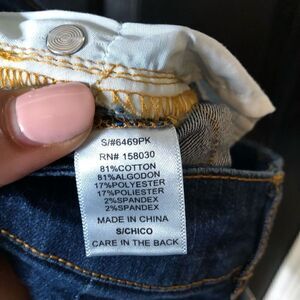 S/#6469PK
RN# 158030
81%COTTON
81%ALGODON
17%POLYESTER
17%POLIESTER
2%SPANDEX
2%SPANDEX
MADE IN CHINA
S/CHICO
CARE IN THE BACK